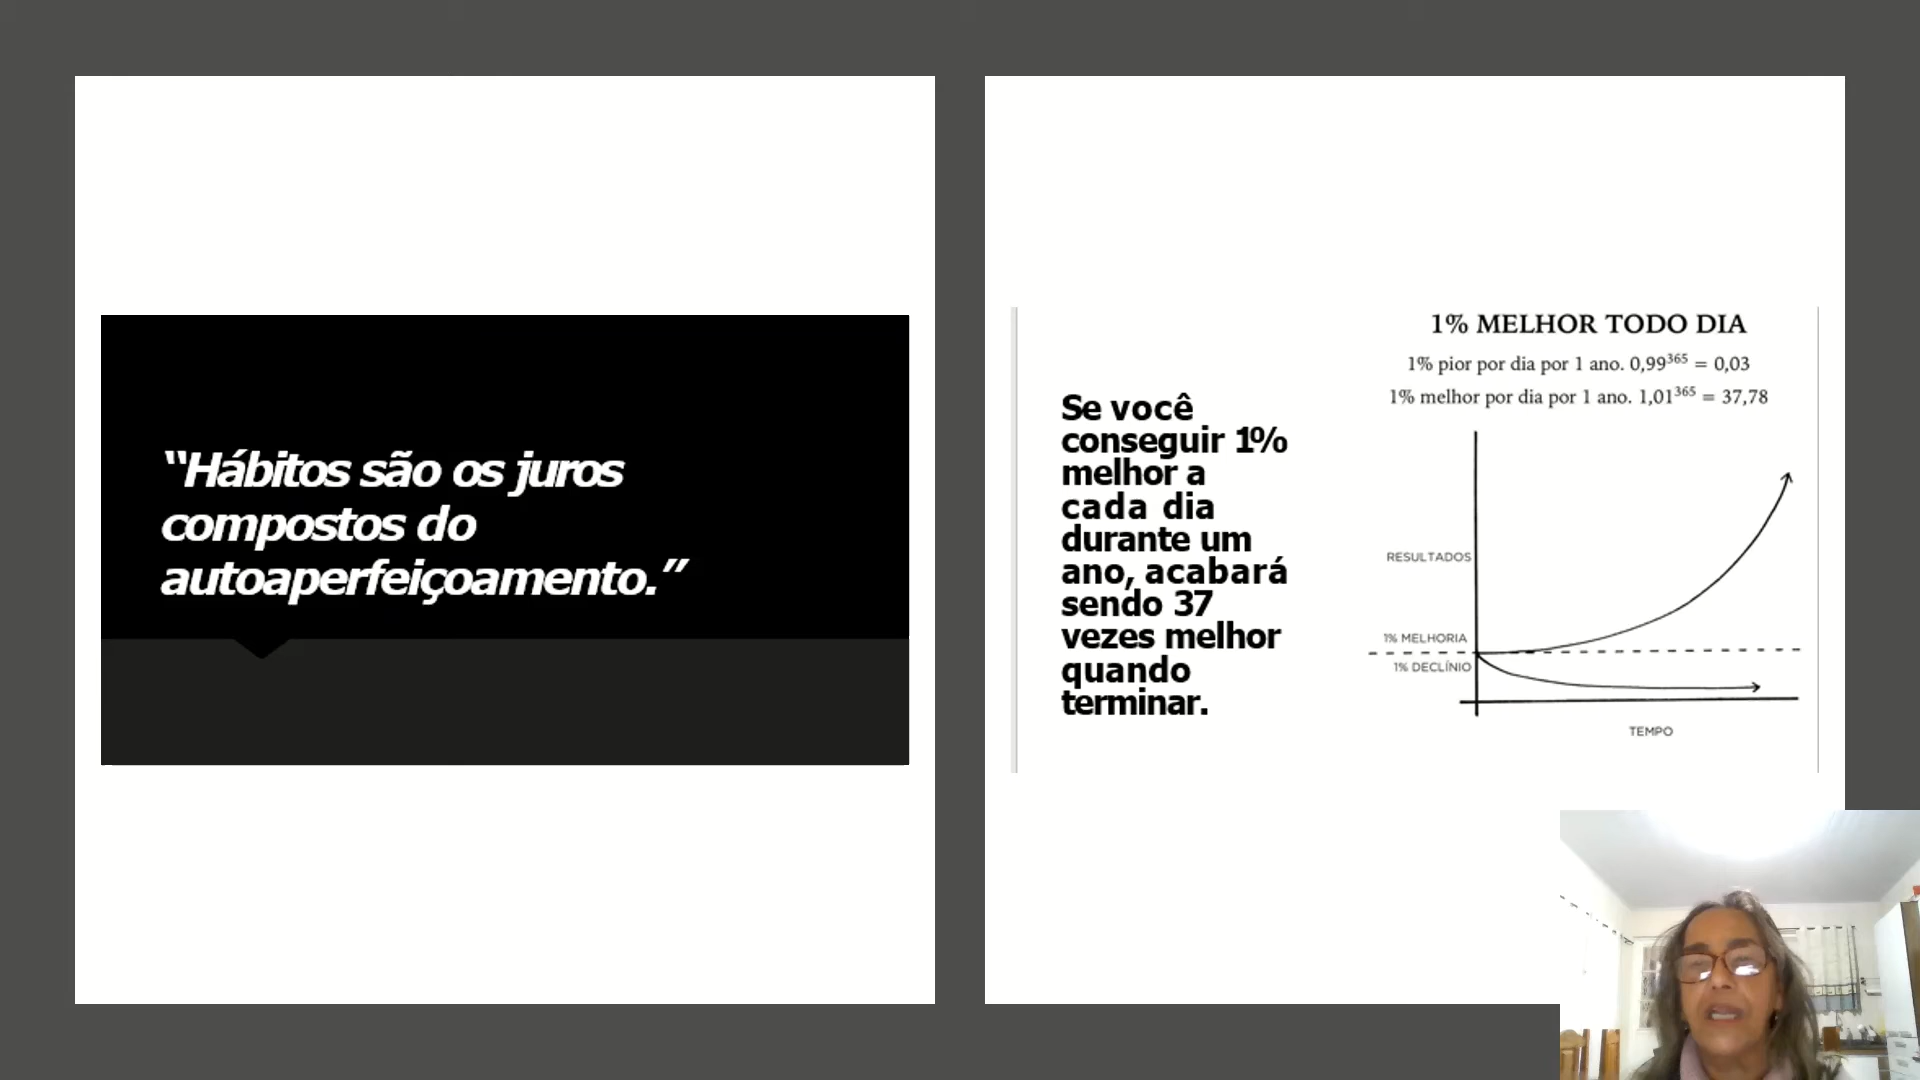 “Hábitos são os juros
compostos do
autoaperfeiçoamento.”
Se você
conseguir 1%
melhor a
cada dia
durante um
ano, acabará
sendo 37
vezes melhor
quando
terminar.
1% MELHOR TODO DIA
1% pior por dia por 1 ano. 0,99³⁶⁵ = 0,03
1% melhor por dia por 1 ano. 1,01³⁶⁵ = 37,78
RESULTADOS
1% MELHORIA
1% DECLÍNIO
TEMPO